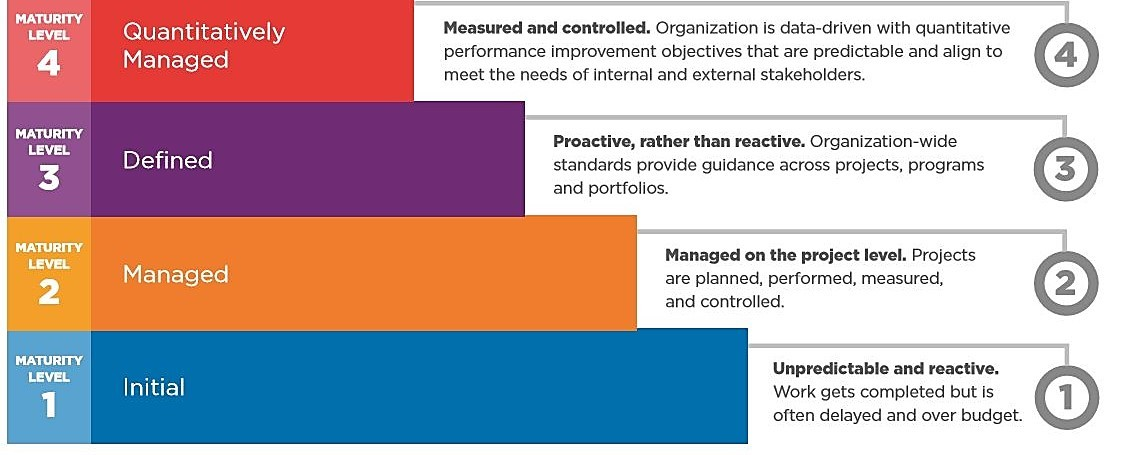 MATURITY
LEVEL
4
Quantitatively
Managed
Measured and controlled. Organization is data-driven with quantitative
performance improvement objectives that are predictable and align to
meet the needs of internal and external stakeholders.
4
MATURITY
LEVEL
3
Defined
Proactive, rather than reactive. Organization-wide
standards provide guidance across projects, programs
and portfolios.
3
MATURITY
LEVEL
2
Managed
Managed on the project level. Projects
are planned, performed, measured,
and controlled.
2
MATURITY
LEVEL
1
Initial
Unpredictable and reactive.
Work gets completed but is
often delayed and over budget.
1